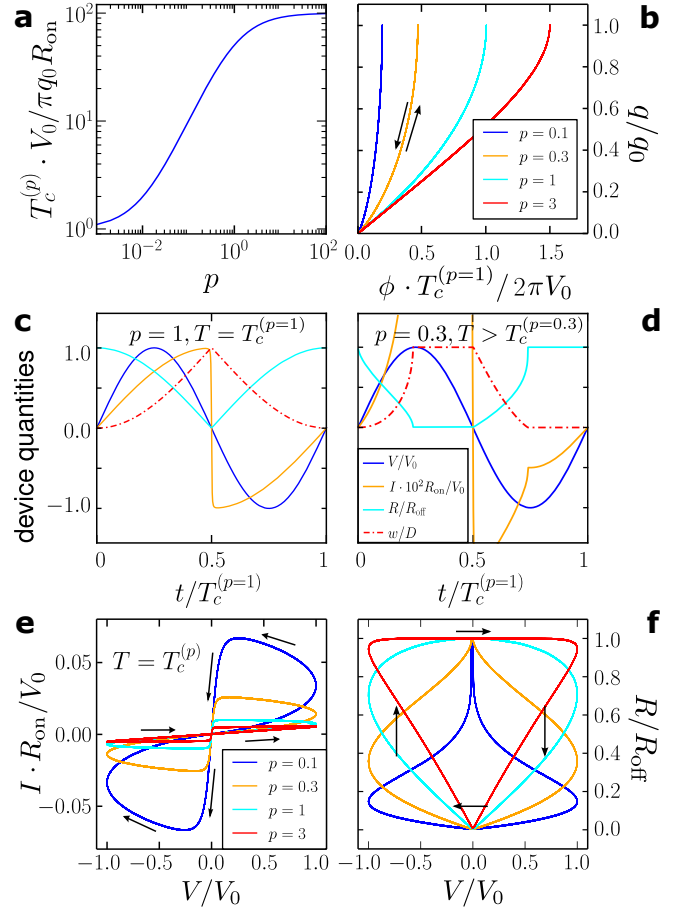 a
T_c^(p) · V_0/πq_0R_on
10^2
10^1
10^0
10^−2 10^0 10^2
p
b
q/q_0
1.0
0.8
0.6
0.4
0.2
0.0
p = 0.1
p = 0.3
p = 1
p = 3
0.0 0.5 1.0 1.5
ϕ · T_c^(p=1)/2πV_0
c
p = 1, T = T_c^(p=1)
device quantities
1.0
0.0
−1.0
0 0.5 1
t/T_c^(p=1)
d
p = 0.3, T > T_c^(p=0.3)
V/V_0
I · 10^2R_on/V_0
R/R_off
w/D
0 0.5 1
t/T_c^(p=1)
e
T = T_c^(p)
I · R_on/V_0
0.05
0.00
−0.05
p = 0.1
p = 0.3
p = 1
p = 3
−1.0 −0.5 0.0 0.5 1.0
V/V_0
f
R/R_off
1.0
0.8
0.6
0.4
0.2
0.0
−1.0 −0.5 0.0 0.5 1.0
V/V_0